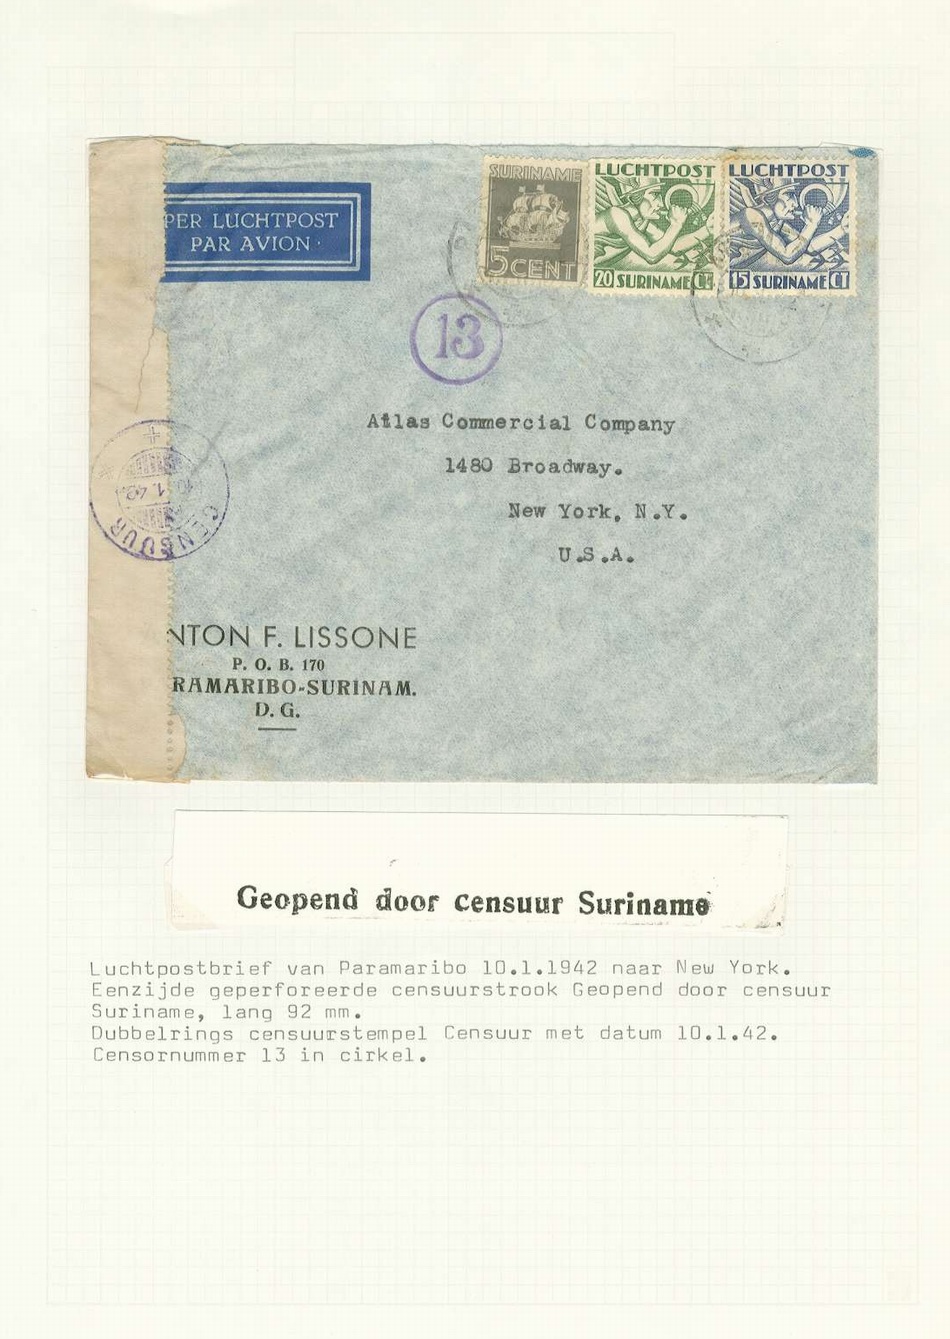 PER LUCHTPOST
PAR AVION
SURINAME
5 CENT
LUCHTPOST
20 SURINAME CT
LUCHTPOST
15 SURINAME CT
13
Atlas Commercial Company
1480 Broadway.
New York, N.Y.
U.S.A.
1.42.
CENSUUR
NTON F. LISSONE
P. O. B. 170
RAMARIBO-SURINAM.
D. G.
Geopend door censuur Suriname
Luchtpostbrief van Paramaribo 10.1.1942 naar New York.
Eenzijde geperforeerde censuurstrook Geopend door censuur
Suriname, lang 92 mm.
Dubbelrings censuurstempel Censuur met datum 10.1.42.
Censornummer 13 in cirkel.